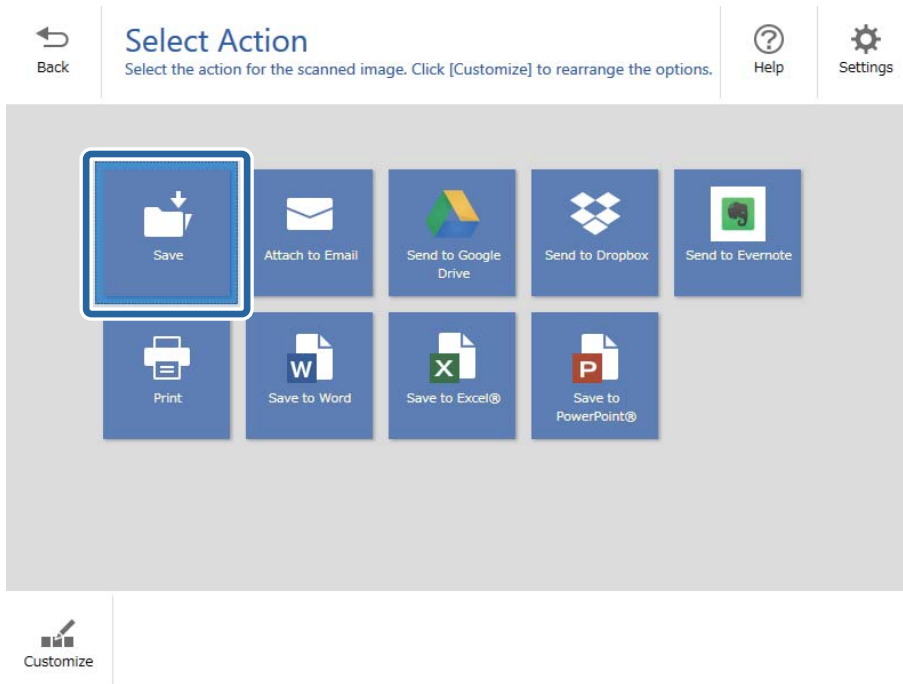 Select Action
Select the action for the scanned image. Click [Customize] to rearrange the options.
Back
Help
Settings
Save
Attach to Email
Send to Google
Drive
Send to Dropbox
Send to Evernote
Print
W
Save to Word
X
Save to Excel®
P
Save to
PowerPoint®
Customize